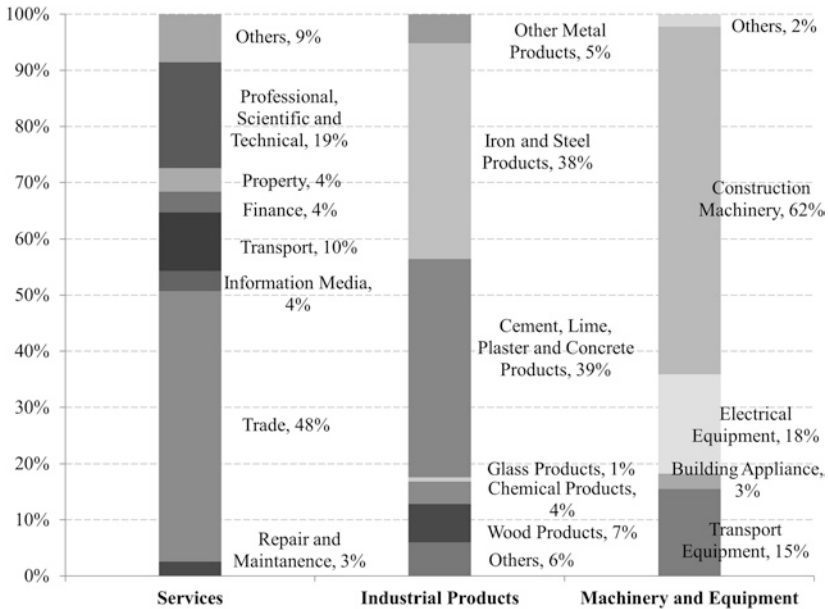 100%
90%
80%
70%
60%
50%
40%
30%
20%
10%
0%
Others, 9%
Professional,
Scientific and
Technical, 19%
Property, 4%
Finance, 4%
Transport, 10%
Information Media,
4%
Trade, 48%
Repair and
Maintanence, 3%
Other Metal
Products, 5%
Iron and Steel
Products, 38%
Cement, Lime,
Plaster and Concrete
Products, 39%
Glass Products, 1%
Chemical Products,
4%
Wood Products, 7%
Others, 6%
Others, 2%
Construction
Machinery, 62%
Electrical
Equipment, 18%
Building Appliance,
3%
Transport
Equipment, 15%
Services
Industrial Products
Machinery and Equipment